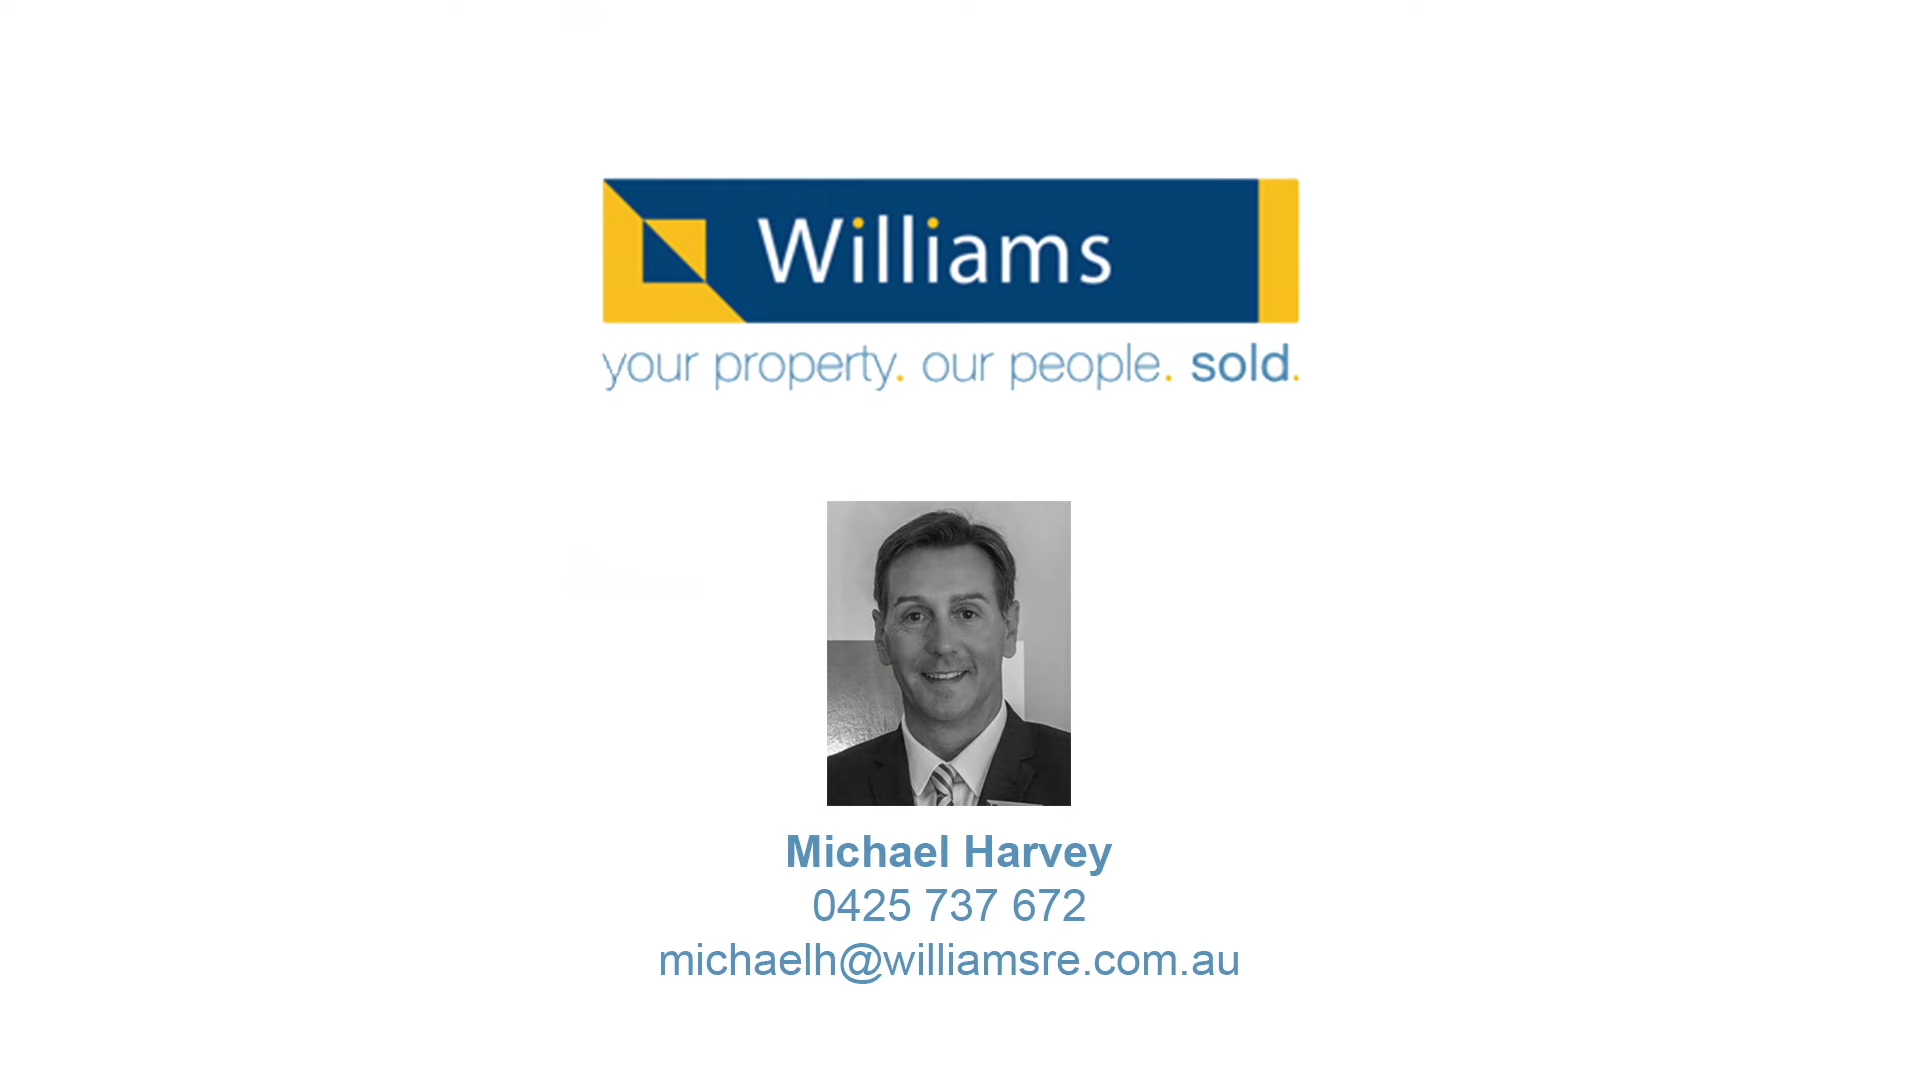 Williams
your property. our people. sold.
Michael Harvey
0425 737 672
michaelh@williamsre.com.au